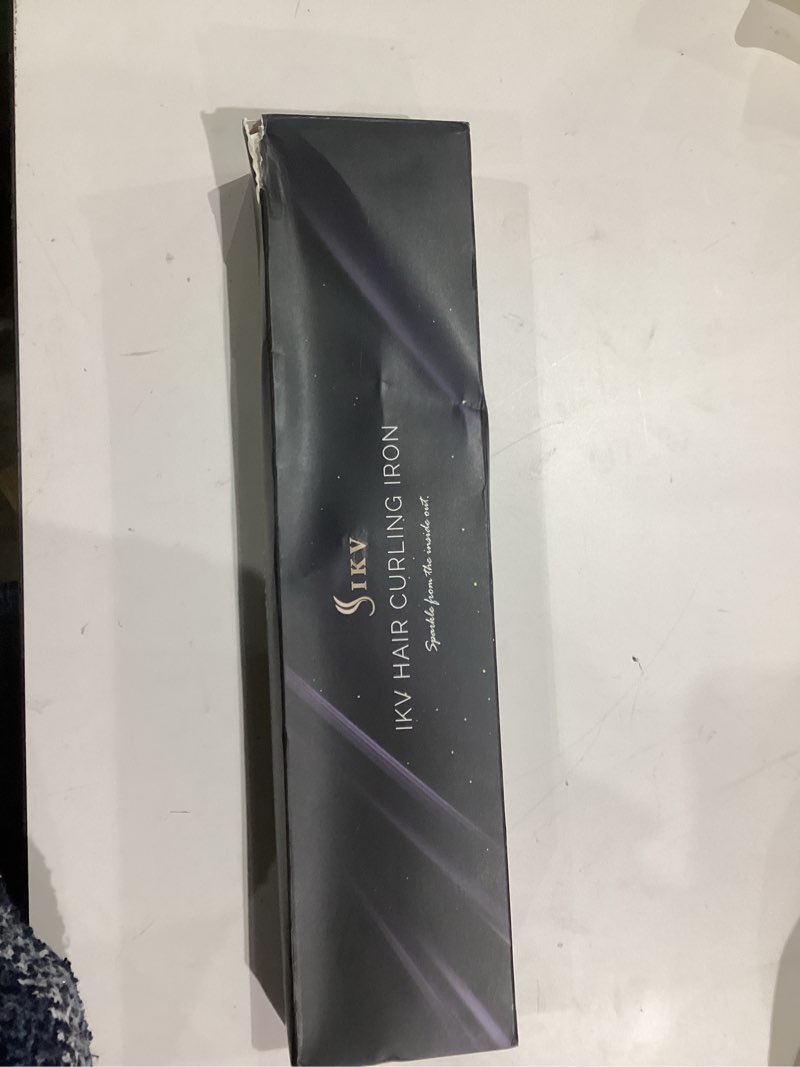 IKV
IKV HAIR CURLING IRON
Sparkle from the inside out.